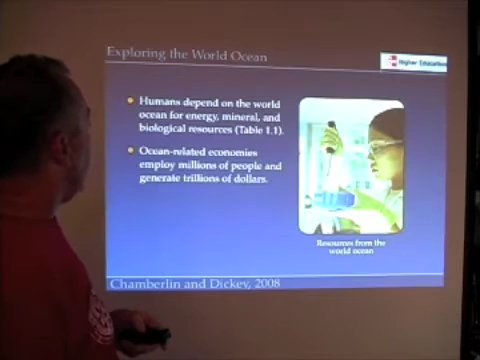 Exploring the World Ocean
Higher Education
Humans depend on the world
ocean for energy, mineral, and
biological resources (Table 1.1).
Ocean-related economies
employ millions of people and
generate trillions of dollars.
Resources from the
world ocean
Chamberlin and Dickey, 2008